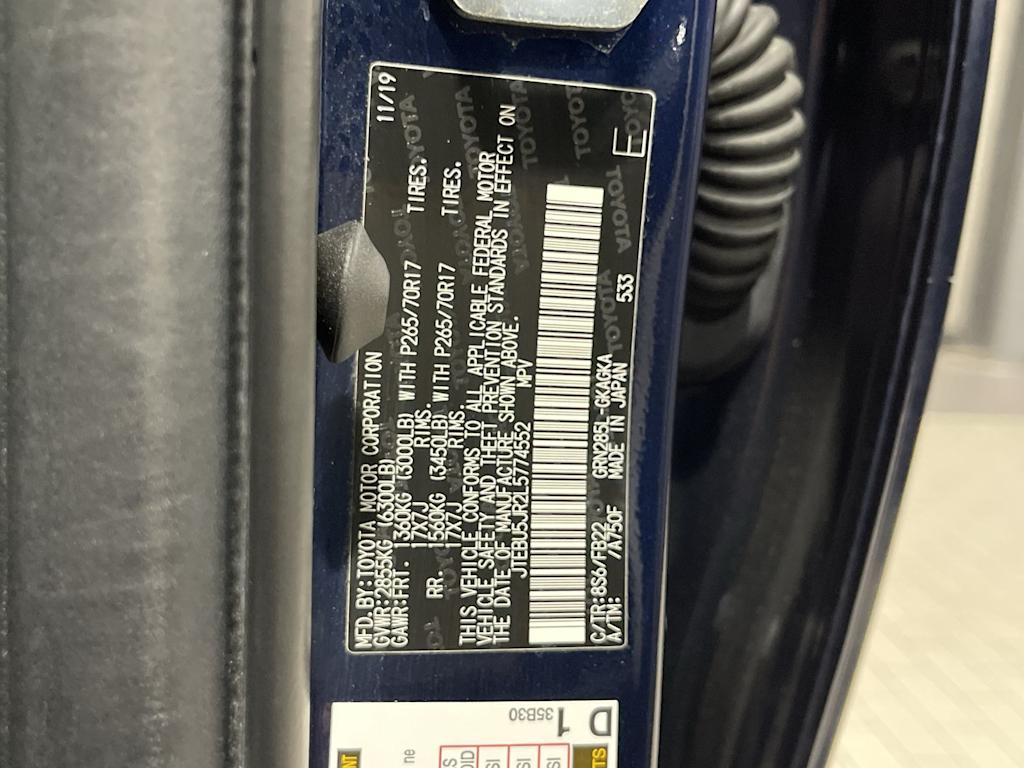 MFD. BY: TOYOTA MOTOR CORPORATION 11/19
GVWR: 2855KG (6300LB)
GAWR: FRT. 1360KG (3000LB) WITH P265/70R17 TIRES.
17X7J RIMS.
RR. 1560KG (3450LB) WITH P265/70R17 TIRES.
17X7J RIMS.
THIS VEHICLE CONFORMS TO ALL APPLICABLE FEDERAL MOTOR
VEHICLE SAFETY AND THEFT PREVENTION STANDARDS IN EFFECT ON
THE DATE OF MANUFACTURE SHOWN ABOVE.
JTEBU5JR2L5774552 MPV
C/TR: 8S6/FB22 GRN285L-GKAGKA
A/TM: /A750F MADE IN JAPAN 533
TOYOTA
D
1
35B30